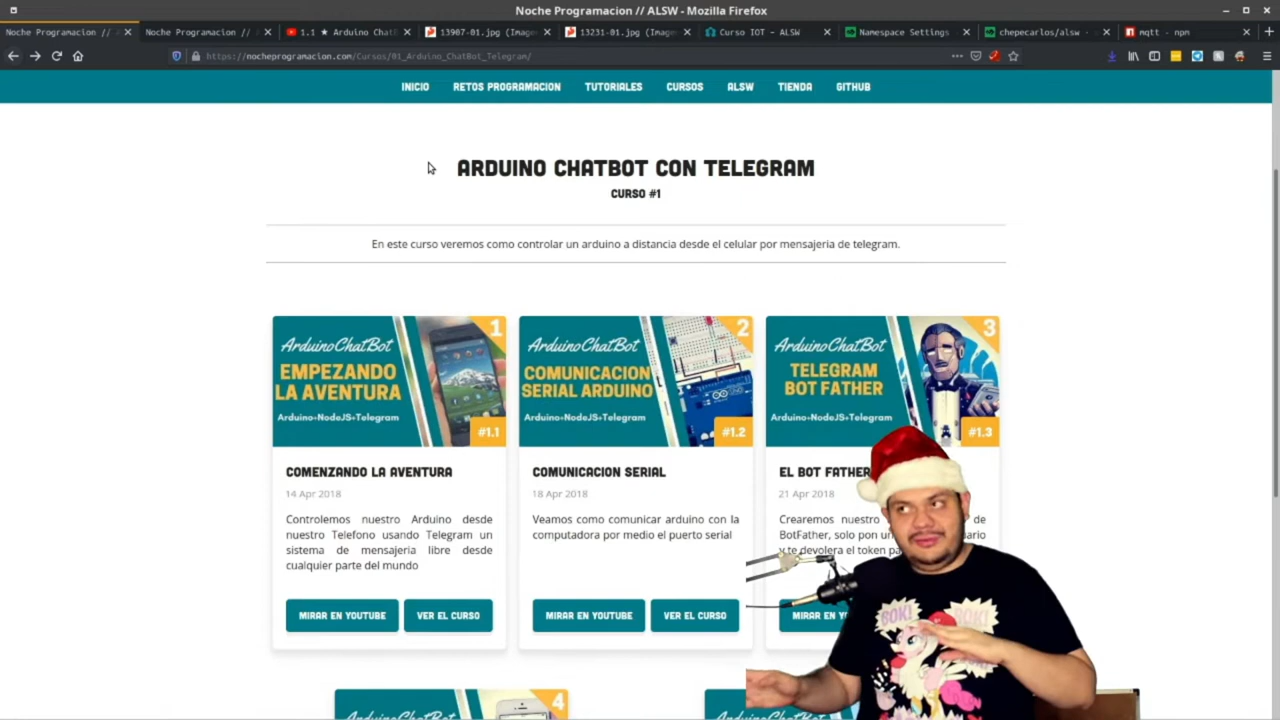 Noche Programacion // ALSW - Mozilla Firefox
Noche Programacion //
Noche Programacion //
1.1 ★ Arduino Chat
13907-01.jpg (Image
13231-01.jpg (Image
Curso IOT - ALSW
Namespace Settings
chepecarlos/alsw
mqtt - npm
https://nocheprogramacion.com/Cursos/01_Arduino_ChatBot_Telegram/
INICIO
RETOS PROGRAMACION
TUTORIALES
CURSOS
ALSW
TIENDA
GITHUB
ARDUINO CHATBOT CON TELEGRAM
CURSO #1
En este curso veremos como controlar un arduino a distancia desde el celular por mensajeria de telegram.
1
ArduinoChatBot
EMPEZANDO
LA AVENTURA
Arduino+NodeJS+Telegram
#1.1
COMENZANDO LA AVENTURA
14 Apr 2018
Controlemos nuestro Arduino desde
nuestro Telefono usando Telegram un
sistema de mensajeria libre desde
cualquier parte del mundo
MIRAR EN YOUTUBE
VER EL CURSO
2
ArduinoChatBot
COMUNICACION
SERIAL ARDUINO
Arduino+NodeJS+Telegram
#1.2
COMUNICACION SERIAL
18 Apr 2018
Veamos como comunicar arduino con la
computadora por medio el puerto serial
MIRAR EN YOUTUBE
VER EL CURSO
3
ArduinoChatBot
TELEGRAM
BOT FATHER
Arduino+NodeJS+Telegram
#1.3
EL BOT FATHER
21 Apr 2018
Crearemos nuestro de
BotFather, solo pon un
y te devolera el token
MIRAR EN
BOK!
4
ArduinoChatBot
ArduinoChatBot